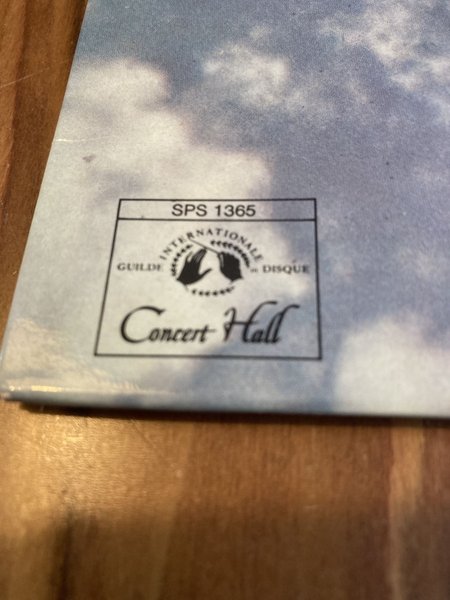 SPS 1365
INTERNATIONALE
GUILDE DU DISQUE
Concert Hall